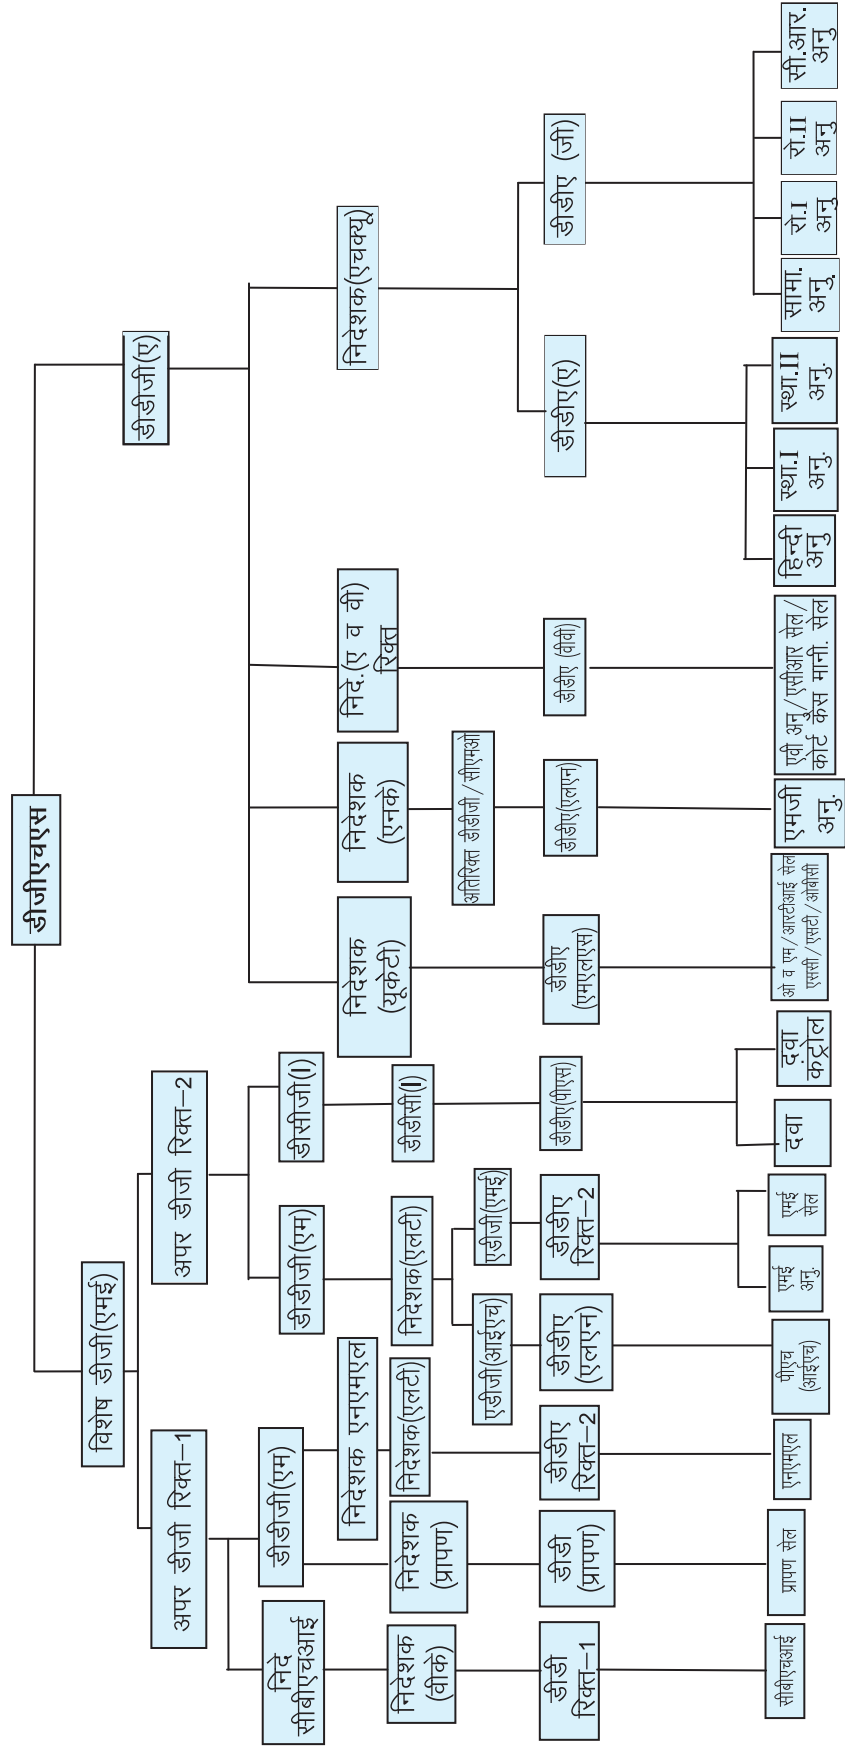 डीजीएचएस
विशेष डीजी(एमई)
डीडीजी(ए)
अपर डीजी रिक्त–1
अपर डीजी रिक्त–2
निद
सीबीएचआई
डीडीजी(एम)
डीडीजी(एम)
डीसीजी(I)
निदेशक एनएमएल
निदेशक
(वीक)
निदेशक
(प्रापण)
निदेशक(एलटी)
निदेशक(एलटी)
डीडीसी(I)
निदेशक
(यूकेटी)
निदेशक
(एनके)
निद.(ए व वी)
रिक्त
निदेशक(एचक्यू)
एडीजी(आईएच)
एडीजी(एमई)
अतिरिक्त डीडीजी/सीएमओ
डीडी
रिक्त–1
डीडी
(प्रापण)
डीडीए
रिक्त–2
डीडीए
(एलएन)
डीडीए
रिक्त–2
डीडीए(पीएस)
डीडीए
(एमएलएस)
डीडीए(एलएन)
डीडीए (वीवी)
डीडीए(ए)
डीडीए (जी)
सीबीएचआई
प्रापण सेल
एनएमएल
पीएच
(आईएच)
एमई
अनु.
एमई
सेल
दवा
दवा
कंट्रोल
ओ व एम/आरटीआई सेल
एससी/एसटी/ओबीसी
एमजी
अनु.
एवी अनु/एसीआर सेल/
कोर्ट केस मानी. सेल
हिन्दी
अनु
स्था.I
अनु.
स्था.II
अनु.
सामा.
अनु.
रो.I
अनु
रो.II
अनु
सी.आर.
अनु